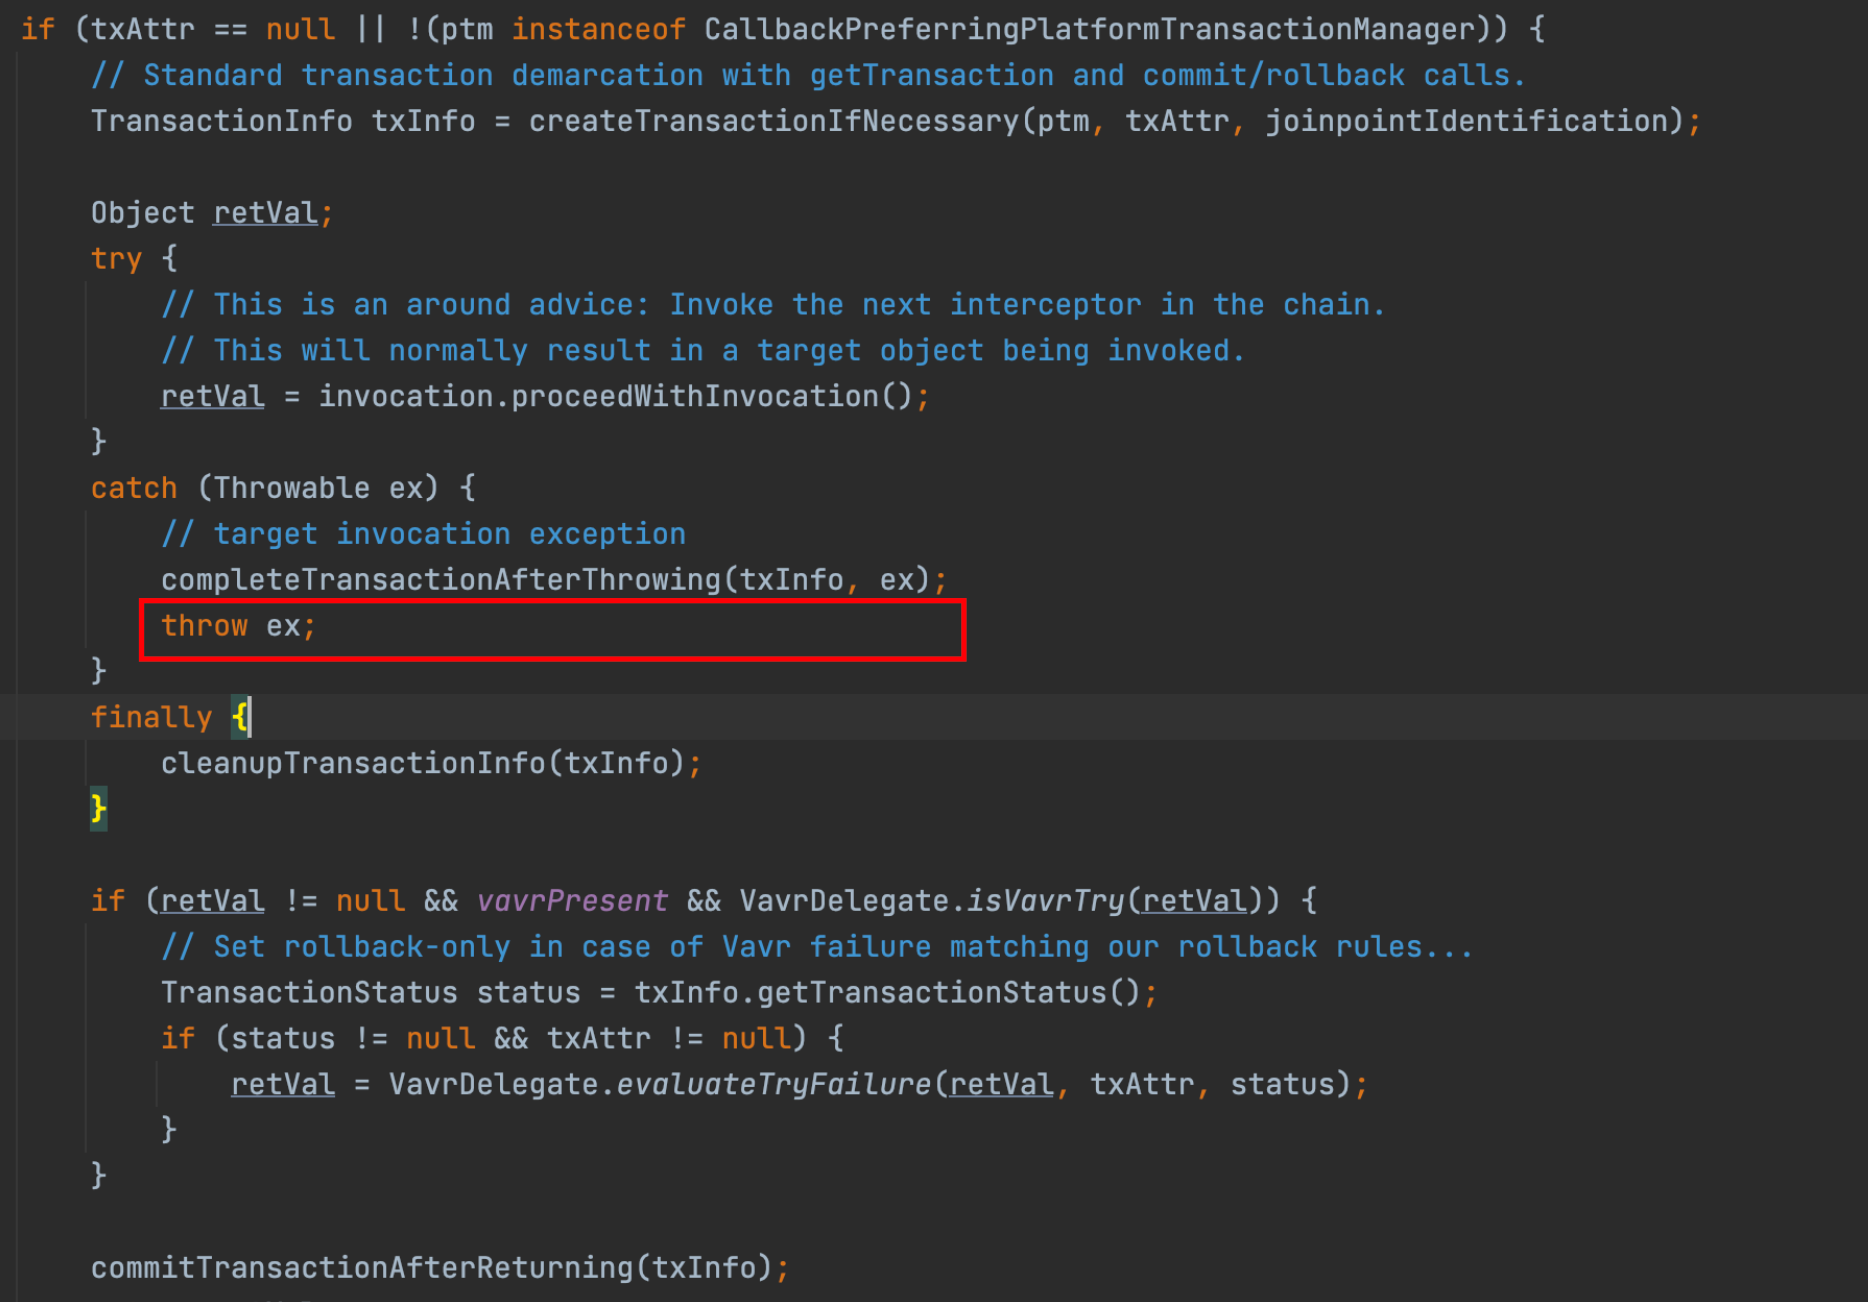 if (txAttr == null || !(ptm instanceof CallbackPreferringPlatformTransactionManager)) {
// Standard transaction demarcation with getTransaction and commit/rollback calls.
TransactionInfo txInfo = createTransactionIfNecessary(ptm, txAttr, joinpointIdentification);
Object retVal;
try {
// This is an around advice: Invoke the next interceptor in the chain.
// This will normally result in a target object being invoked.
retVal = invocation.proceedWithInvocation();
}
catch (Throwable ex) {
// target invocation exception
completeTransactionAfterThrowing(txInfo, ex);
throw ex;
}
finally {
cleanupTransactionInfo(txInfo);
}
if (retVal != null && vavrPresent && VavrDelegate.isVavrTry(retVal)) {
// Set rollback-only in case of Vavr failure matching our rollback rules...
TransactionStatus status = txInfo.getTransactionStatus();
if (status != null && txAttr != null) {
retVal = VavrDelegate.evaluateTryFailure(retVal, txAttr, status);
}
}
commitTransactionAfterReturning(txInfo);